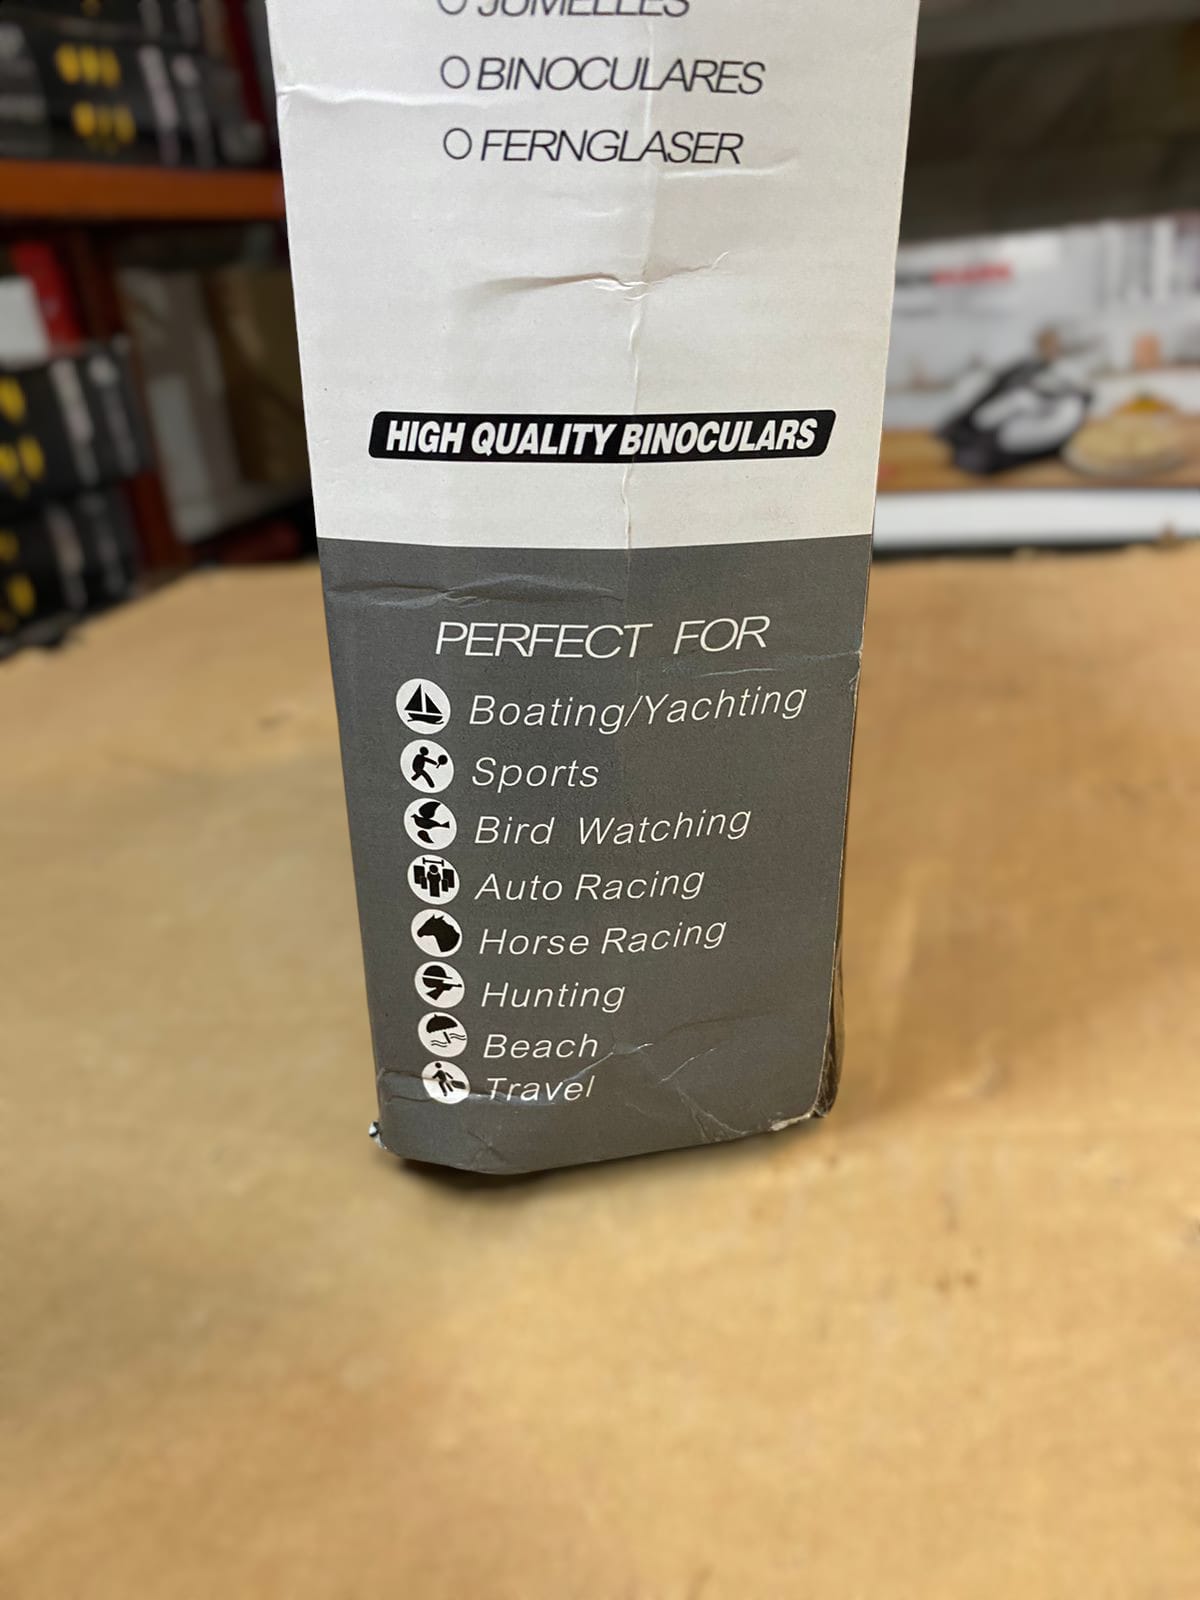 JUMELLES
BINOCULARES
FERNGLASER
HIGH QUALITY BINOCULARS
PERFECT FOR
Boating/Yachting
Sports
Bird Watching
Auto Racing
Horse Racing
Hunting
Beach
Travel